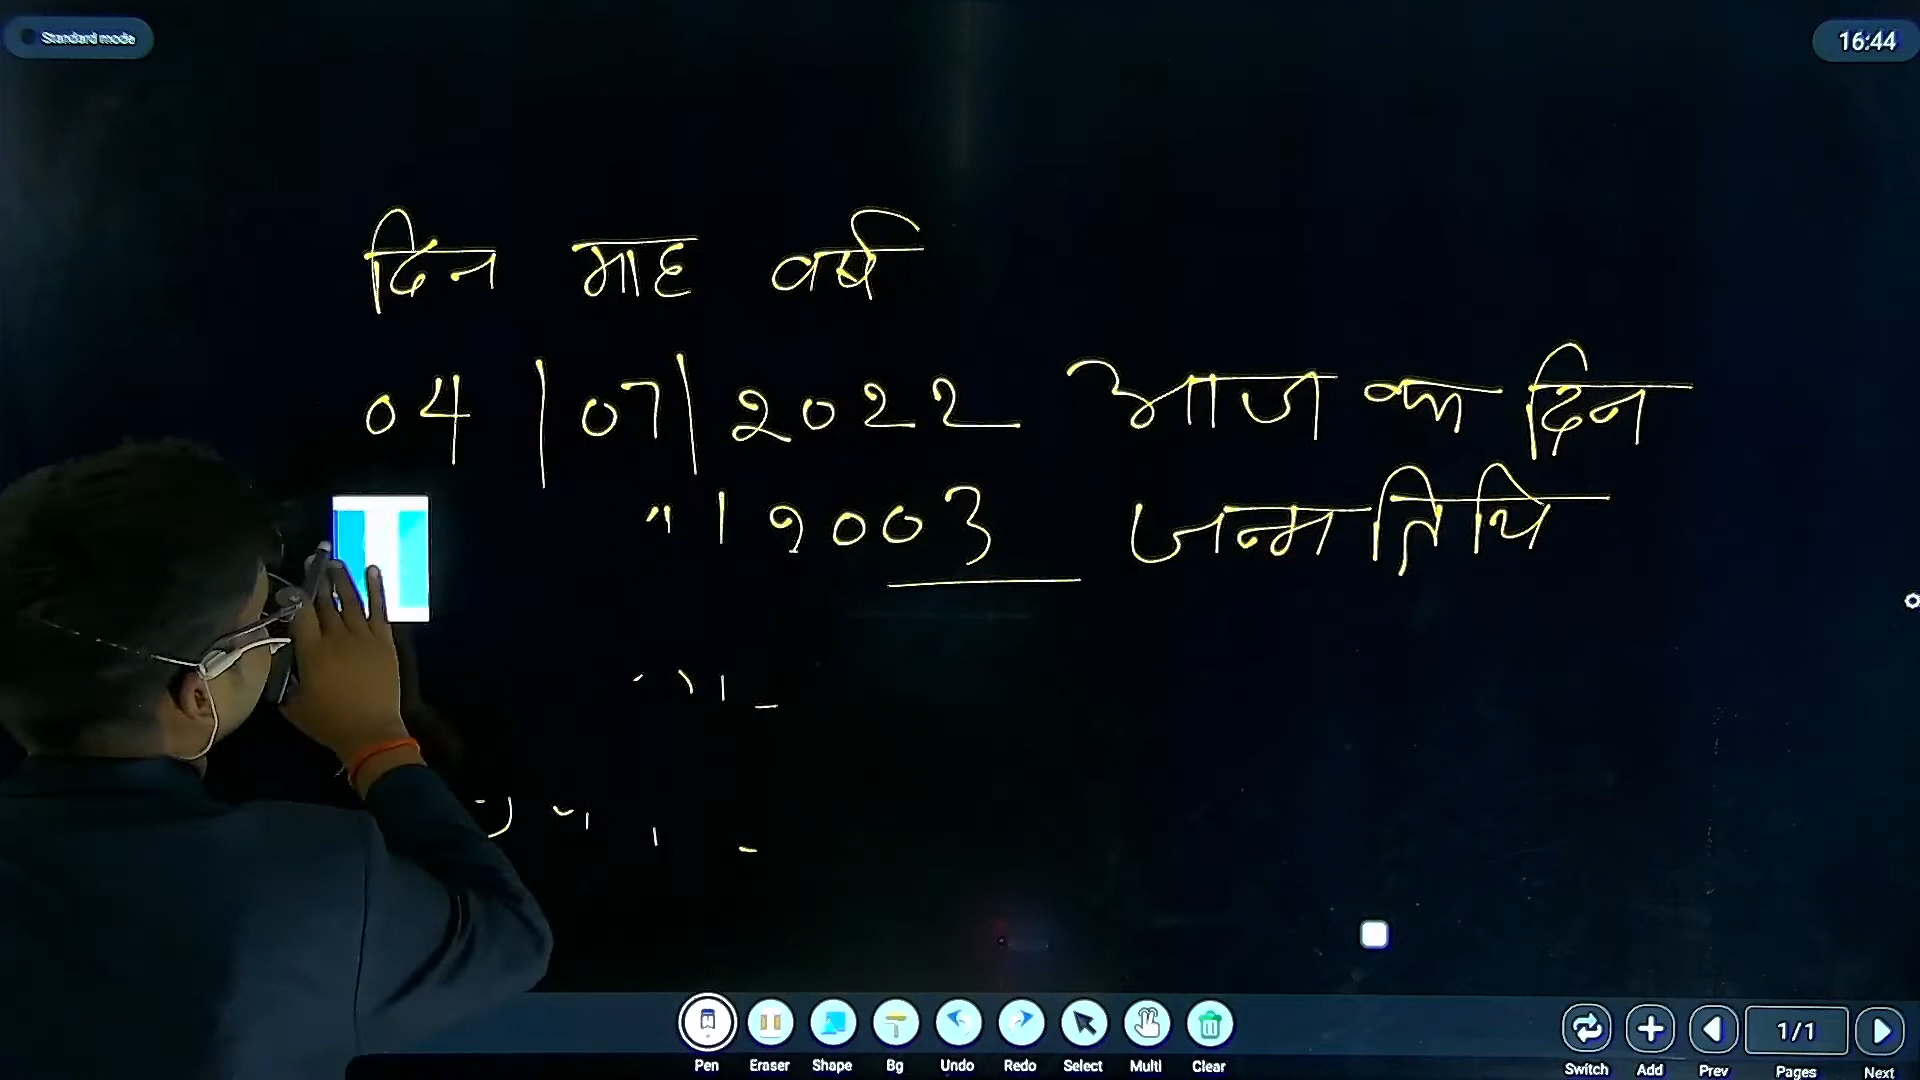 Standard mode
16:44
दिन माह वर्ष
04 | 07 | 2022 आज का दिन
" | 2003 जन्म तिथि
Pen Eraser Shape Bg Undo Redo Select Multi Clear
Switch Add Prev 1/1 Pages Next